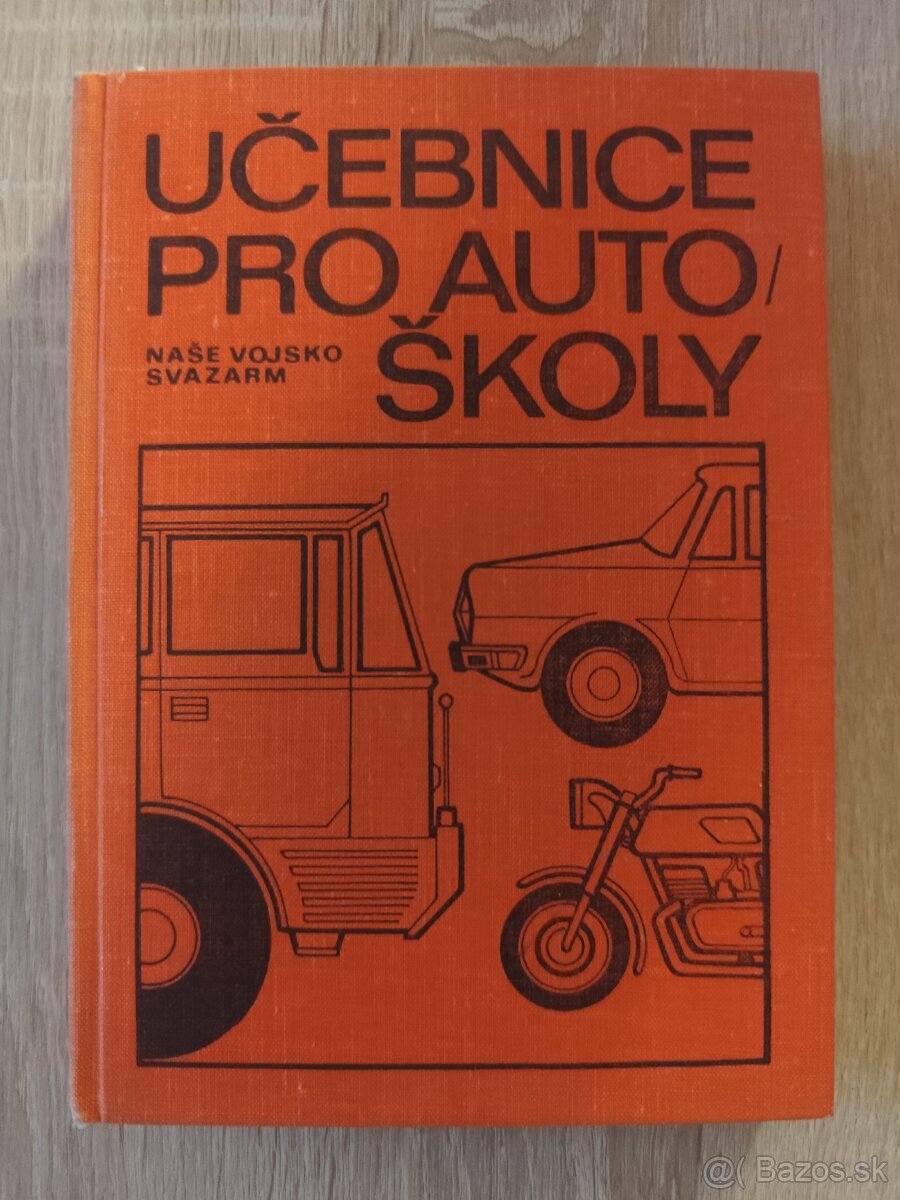 UČEBNICE
PRO AUTO/
ŠKOLY
NAŠE VOJSKO
SVAZARM
@( Bazos.sk